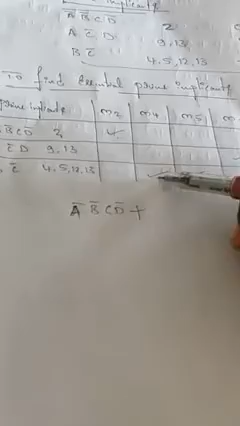 A̅ B̅ C D̅ 2
A C̅ D 9,13
B C̅ 4,5,12,13
To find essential prime implicants
prime implicants m2 m4 m5
B̅CD̅ 2 ✓
C̅D 9,13
C̅ 4,5,12,13 ✓
A̅ B̅ C D̅ +